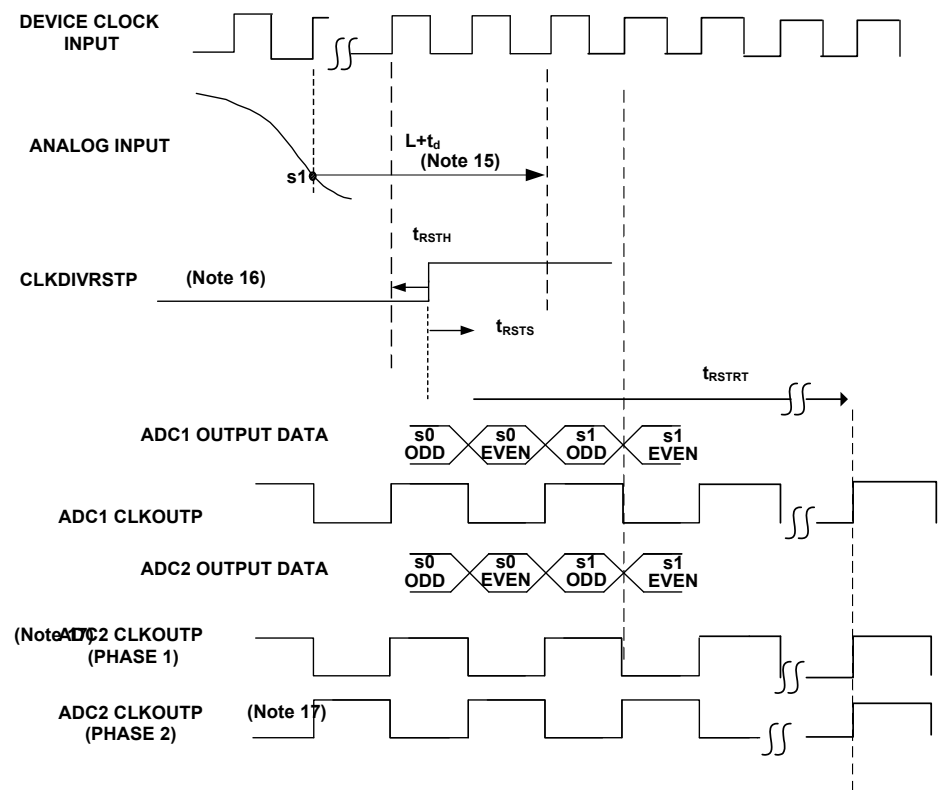 DEVICE CLOCK
INPUT
ANALOG INPUT
L+td
(Note 15)
s1
tRSTH
CLKDIVRSTP
(Note 16)
tRSTS
tRSTRT
ADC1 OUTPUT DATA
s0 s0 s1 s1
ODD EVEN ODD EVEN
ADC1 CLKOUTP
ADC2 OUTPUT DATA
s0 s0 s1 s1
ODD EVEN ODD EVEN
(Note 17)
ADC2 CLKOUTP
(PHASE 1)
ADC2 CLKOUTP
(Note 17)
(PHASE 2)